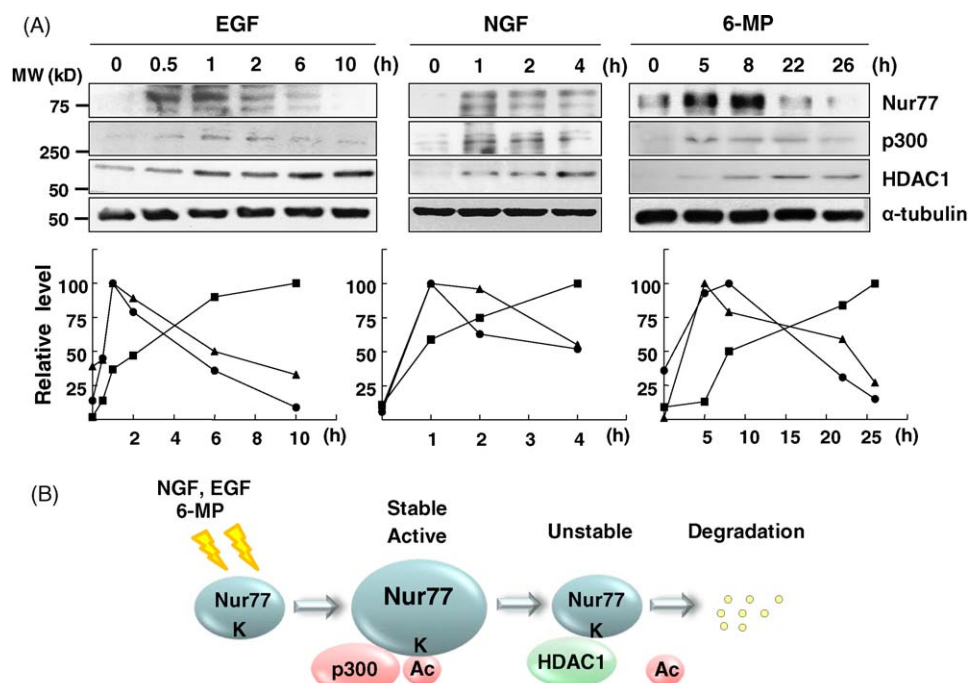 (A)
EGF NGF 6-MP
MW (kD) 0 0.5 1 2 6 10 (h) 0 1 2 4 (h) 0 5 8 22 26 (h)
75 Nur77
250 p300
50 HDAC1
50 α-tubulin
Relative level
100 100 100
75 75 75
50 50 50
25 25 25
2 4 6 8 10 (h) 1 2 3 4 (h) 5 10 15 20 25 (h)
(B)
NGF, EGF
6-MP
Stable
Active
Unstable
Degradation
Nur77
K
Nur77
K
p300
Ac
Nur77
K
HDAC1
Ac